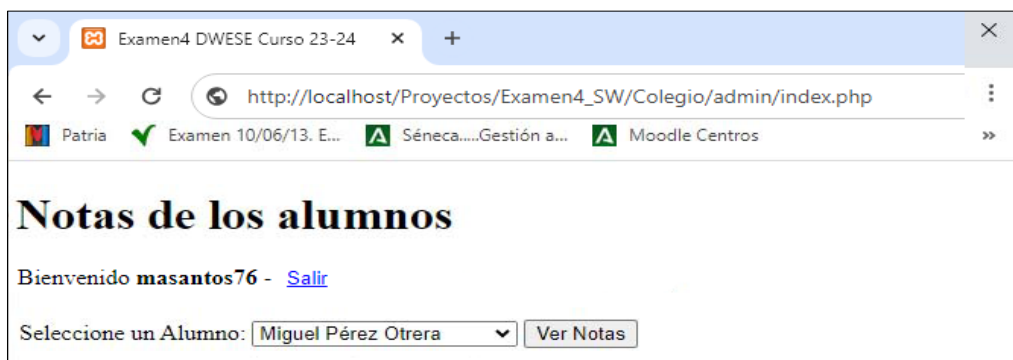 Examen4 DWESE Curso 23-24
http://localhost/Proyectos/Examen4_SW/Colegio/admin/index.php
Patria Examen 10/06/13. E... Séneca.....Gestión a... Moodle Centros
Notas de los alumnos
Bienvenido masantos76 - Salir
Seleccione un Alumno: Miguel Pérez Otrera Ver Notas